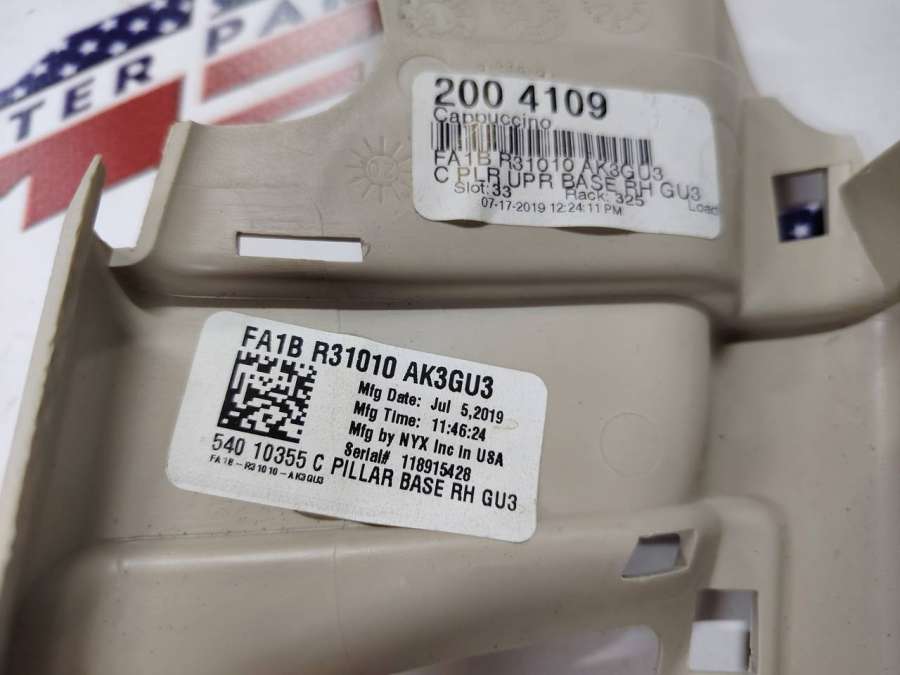 TER PAR
200 4109
Cappuccino
FA1B R31010 AK3GU3
C PLR UPR BASE RH GU3
Slot: 33 Rack: 325 Load
07-17-2019 12:24:11 PM
FA1B R31010 AK3GU3
Mfg Date: Jul 5,2019
Mfg Time: 11:46:24
Mfg by NYX Inc in USA
Serial# 118915428
540 10355 C PILLAR BASE RH GU3
FA1B-R31010-AK3GU3